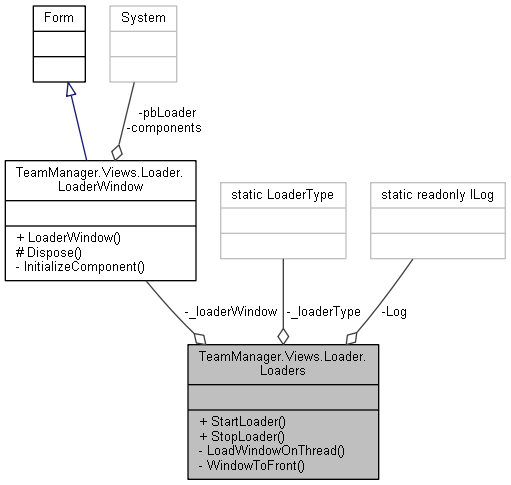 Form
System
-pbLoader
-components
TeamManager.Views.Loader.
LoaderWindow
+ LoaderWindow()
# Dispose()
- InitializeComponent()
static LoaderType
static readonly ILog
-_loaderWindow
-_loaderType
-Log
TeamManager.Views.Loader.
Loaders
+ StartLoader()
+ StopLoader()
- LoadWindowOnThread()
- WindowToFront()